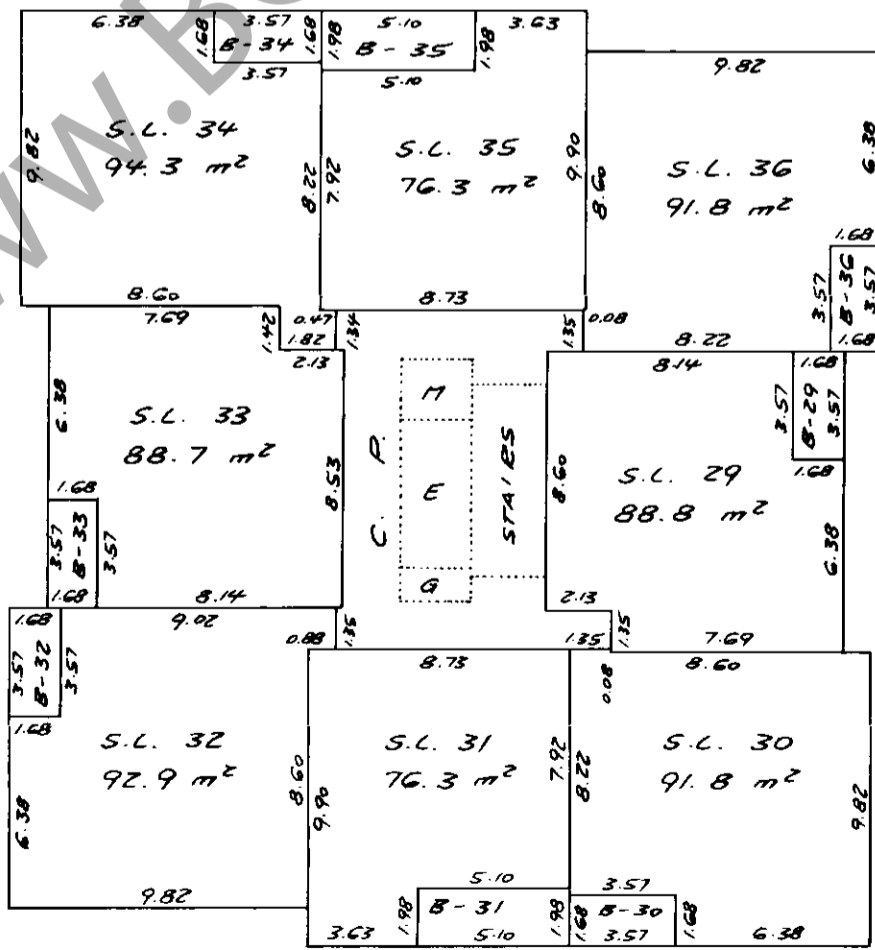 6.38 3.57 5.10 3.63
1.68 B-34 1.68 1.98 B-35 1.98
3.57 5.10 9.82
S.L. 34
94.3 m²
9.82 8.22 7.92
S.L. 35
76.3 m²
9.90 8.60
S.L. 36
91.8 m²
6.38
1.68
3.57 B-36 3.57
1.68
8.60 8.73
7.69 1.42 0.47 1.34 1.35 0.08
1.82 8.22
2.13 8.14 1.68
S.L. 33
88.7 m²
6.38 8.53
1.68
3.57 B-33 3.57
1.68 8.14
C. P.
M
E
G
STAIRS
3.57 B-29 3.57
1.68
S.L. 29
88.8 m²
8.60 6.38
2.13
1.35 1.35 7.69
1.68 9.02 0.88 1.35
3.57 B-32 3.57
1.68
S.L. 32
92.9 m²
6.38 8.60
9.82
8.73
S.L. 31
76.3 m²
9.90 7.92
5.10
1.98 B-31 1.98
3.63 5.10
0.08 8.60
S.L. 30
91.8 m²
8.22 9.82
3.57
1.68 B-30 1.68
3.57 6.38